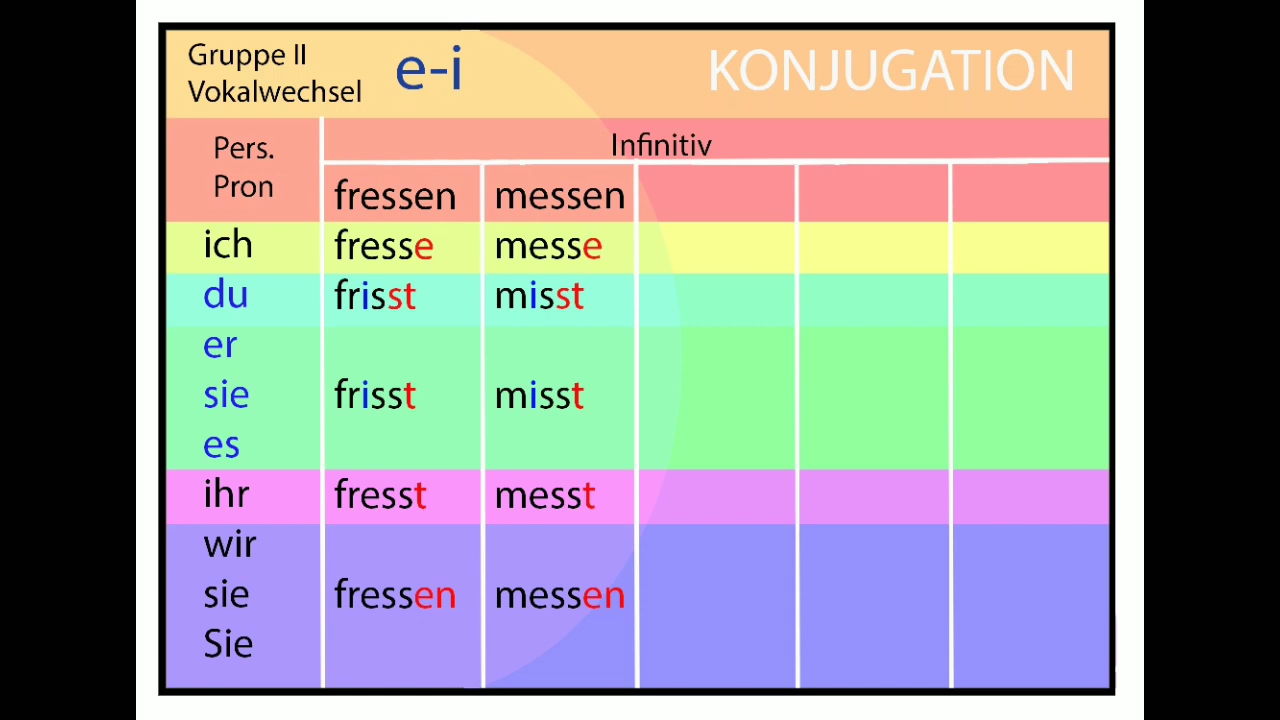 Gruppe II
Vokalwechsel
e-i
KONJUGATION
Pers.
Pron
Infinitiv
fressen messen
ich fresse messe
du frisst misst
er
sie frisst misst
es
ihr fresst messt
wir
sie fressen messen
Sie